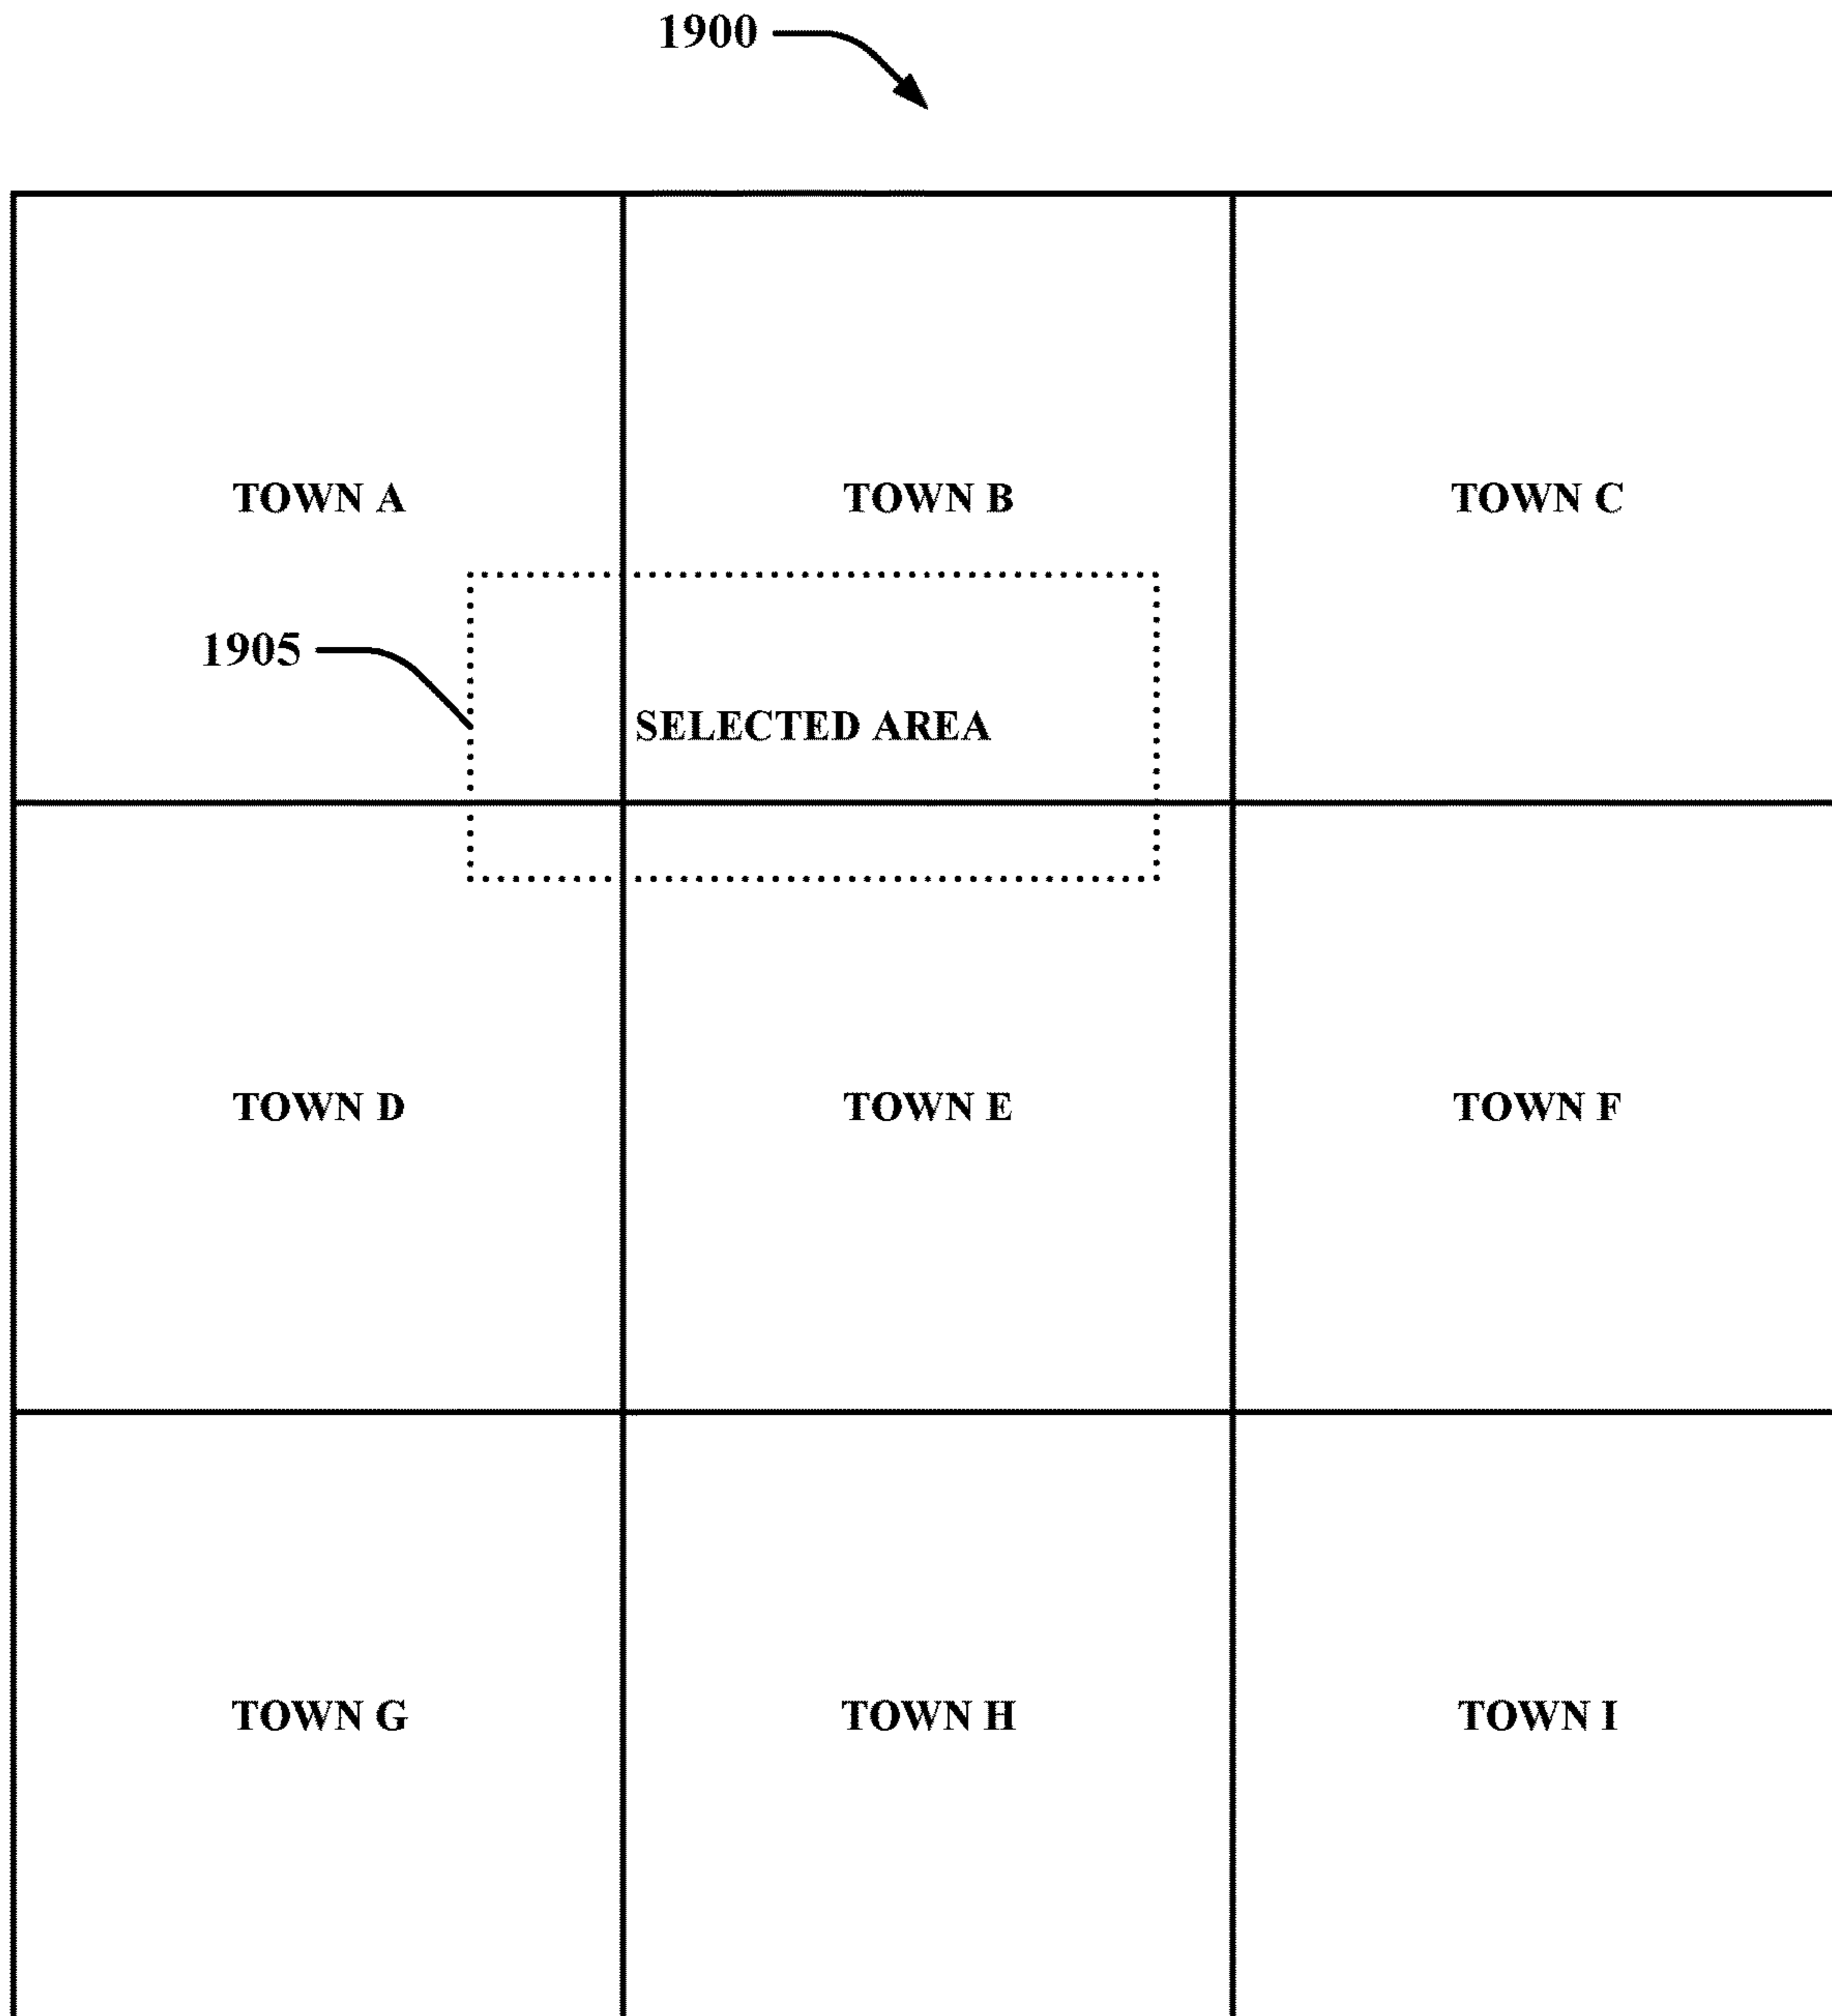 1900
TOWN A
TOWN B
TOWN C
1905
SELECTED AREA
TOWN D
TOWN E
TOWN F
TOWN G
TOWN H
TOWN I